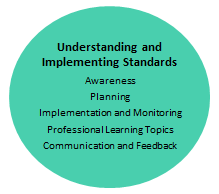 Understanding and
Implementing Standards
Awareness
Planning
Implementation and Monitoring
Professional Learning Topics
Communication and Feedback